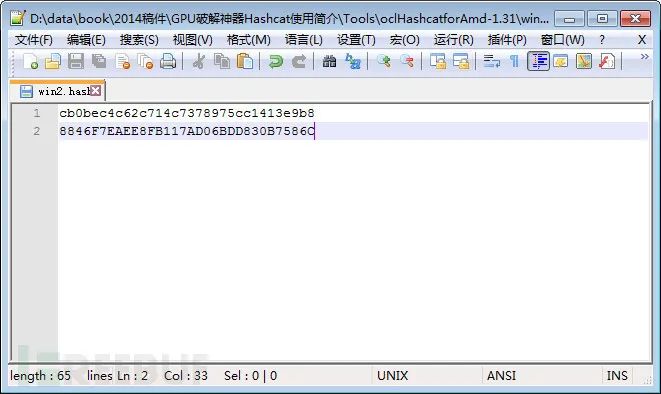 D:\data\book\2014稿件\GPU破解神器Hashcat使用简介\Tools\oclHashcatforAmd-1.31\win...
文件(F) 编辑(E) 搜索(S) 视图(V) 格式(M) 语言(L) 设置(T) 宏(O) 运行(R) 插件(P) 窗口(W) ? X
win2.hash
1 cb0bec4c62c714c7378975cc1413e9b8
2 8846F7EAEE8FB117AD06BDD830B7586C
REEBUF
length : 65 lines Ln : 2 Col : 33 Sel : 0 | 0 UNIX ANSI INS